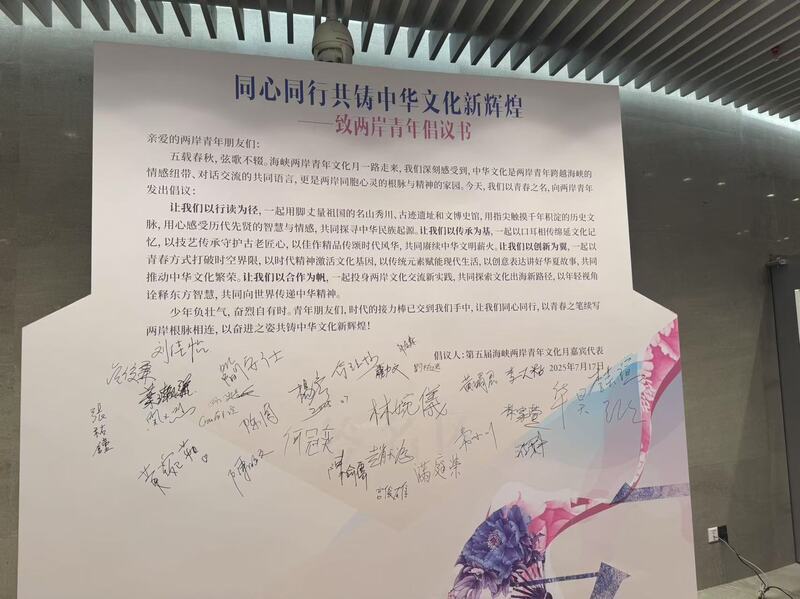 同心同行共铸中华文化新辉煌
——致两岸青年倡议书
亲爱的两岸青年朋友们：
五载春秋，弦歌不辍。海峡两岸青年文化月一路走来，我们深刻感受到，中华文化是两岸青年跨越海峡的
情感纽带、对话交流的共同语言，更是两岸同胞心灵的根脉与精神的家园。今天，我们以青春之名，向两岸青年
发出倡议：
让我们以行读为径，一起用脚丈量祖国的名山秀川、古迹遗址和文博史馆，用指尖触摸千年积淀的历史文
脉，用心感受历代先贤的智慧与情感，共同探寻中华民族起源。让我们以传承为基，一起以口耳相传绵延文化记
忆，以技艺传承守护古老匠心，以佳作精品传颂时代风华，共同赓续中华文明薪火。让我们以创新为翼，一起以
青春方式打破时空界限，以时代精神激活文化基因，以传统元素赋能现代生活，以创意表达讲好华夏故事，共同
推动中华文化繁荣。让我们以合作为帆，一起投身两岸文化交流新实践，共同探索文化出海新路径，以年轻视角
诠释东方智慧，共同向世界传递中华精神。
少年负壮气，奋烈自有时。青年朋友们，时代的接力棒已交到我们手中，让我们同心同行，以青春之笔续写
两岸根脉相连，以奋进之姿共铸中华文化新辉煌！
倡议人：第五届海峡两岸青年文化月嘉宾代表
2025年7月17日
刘佳怡
林婉儀
何冠奕
張祐鐘
满庭荣